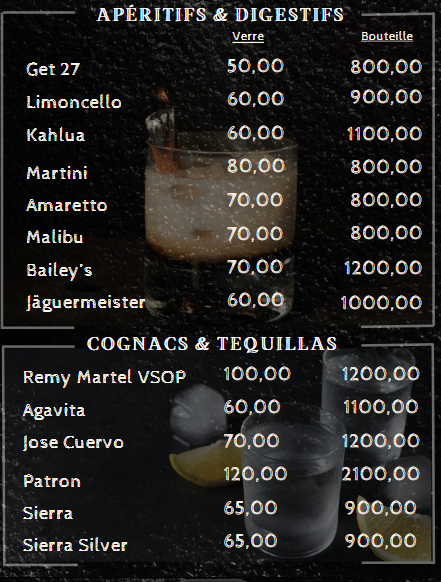 APÉRITIFS & DIGESTIFS
Verre Bouteille
Get 27 50,00 800,00
Limoncello 60,00 900,00
Kahlua 60,00 1100,00
Martini 80,00 800,00
Amaretto 70,00 800,00
Malibu 70,00 800,00
Bailey's 70,00 1200,00
Jäguermeister 60,00 1000,00
COGNACS & TEQUILLAS
Remy Martel VSOP 100,00 1200,00
Agavita 60,00 1100,00
Jose Cuervo 70,00 1200,00
Patron 120,00 2100,00
Sierra 65,00 900,00
Sierra Silver 65,00 900,00